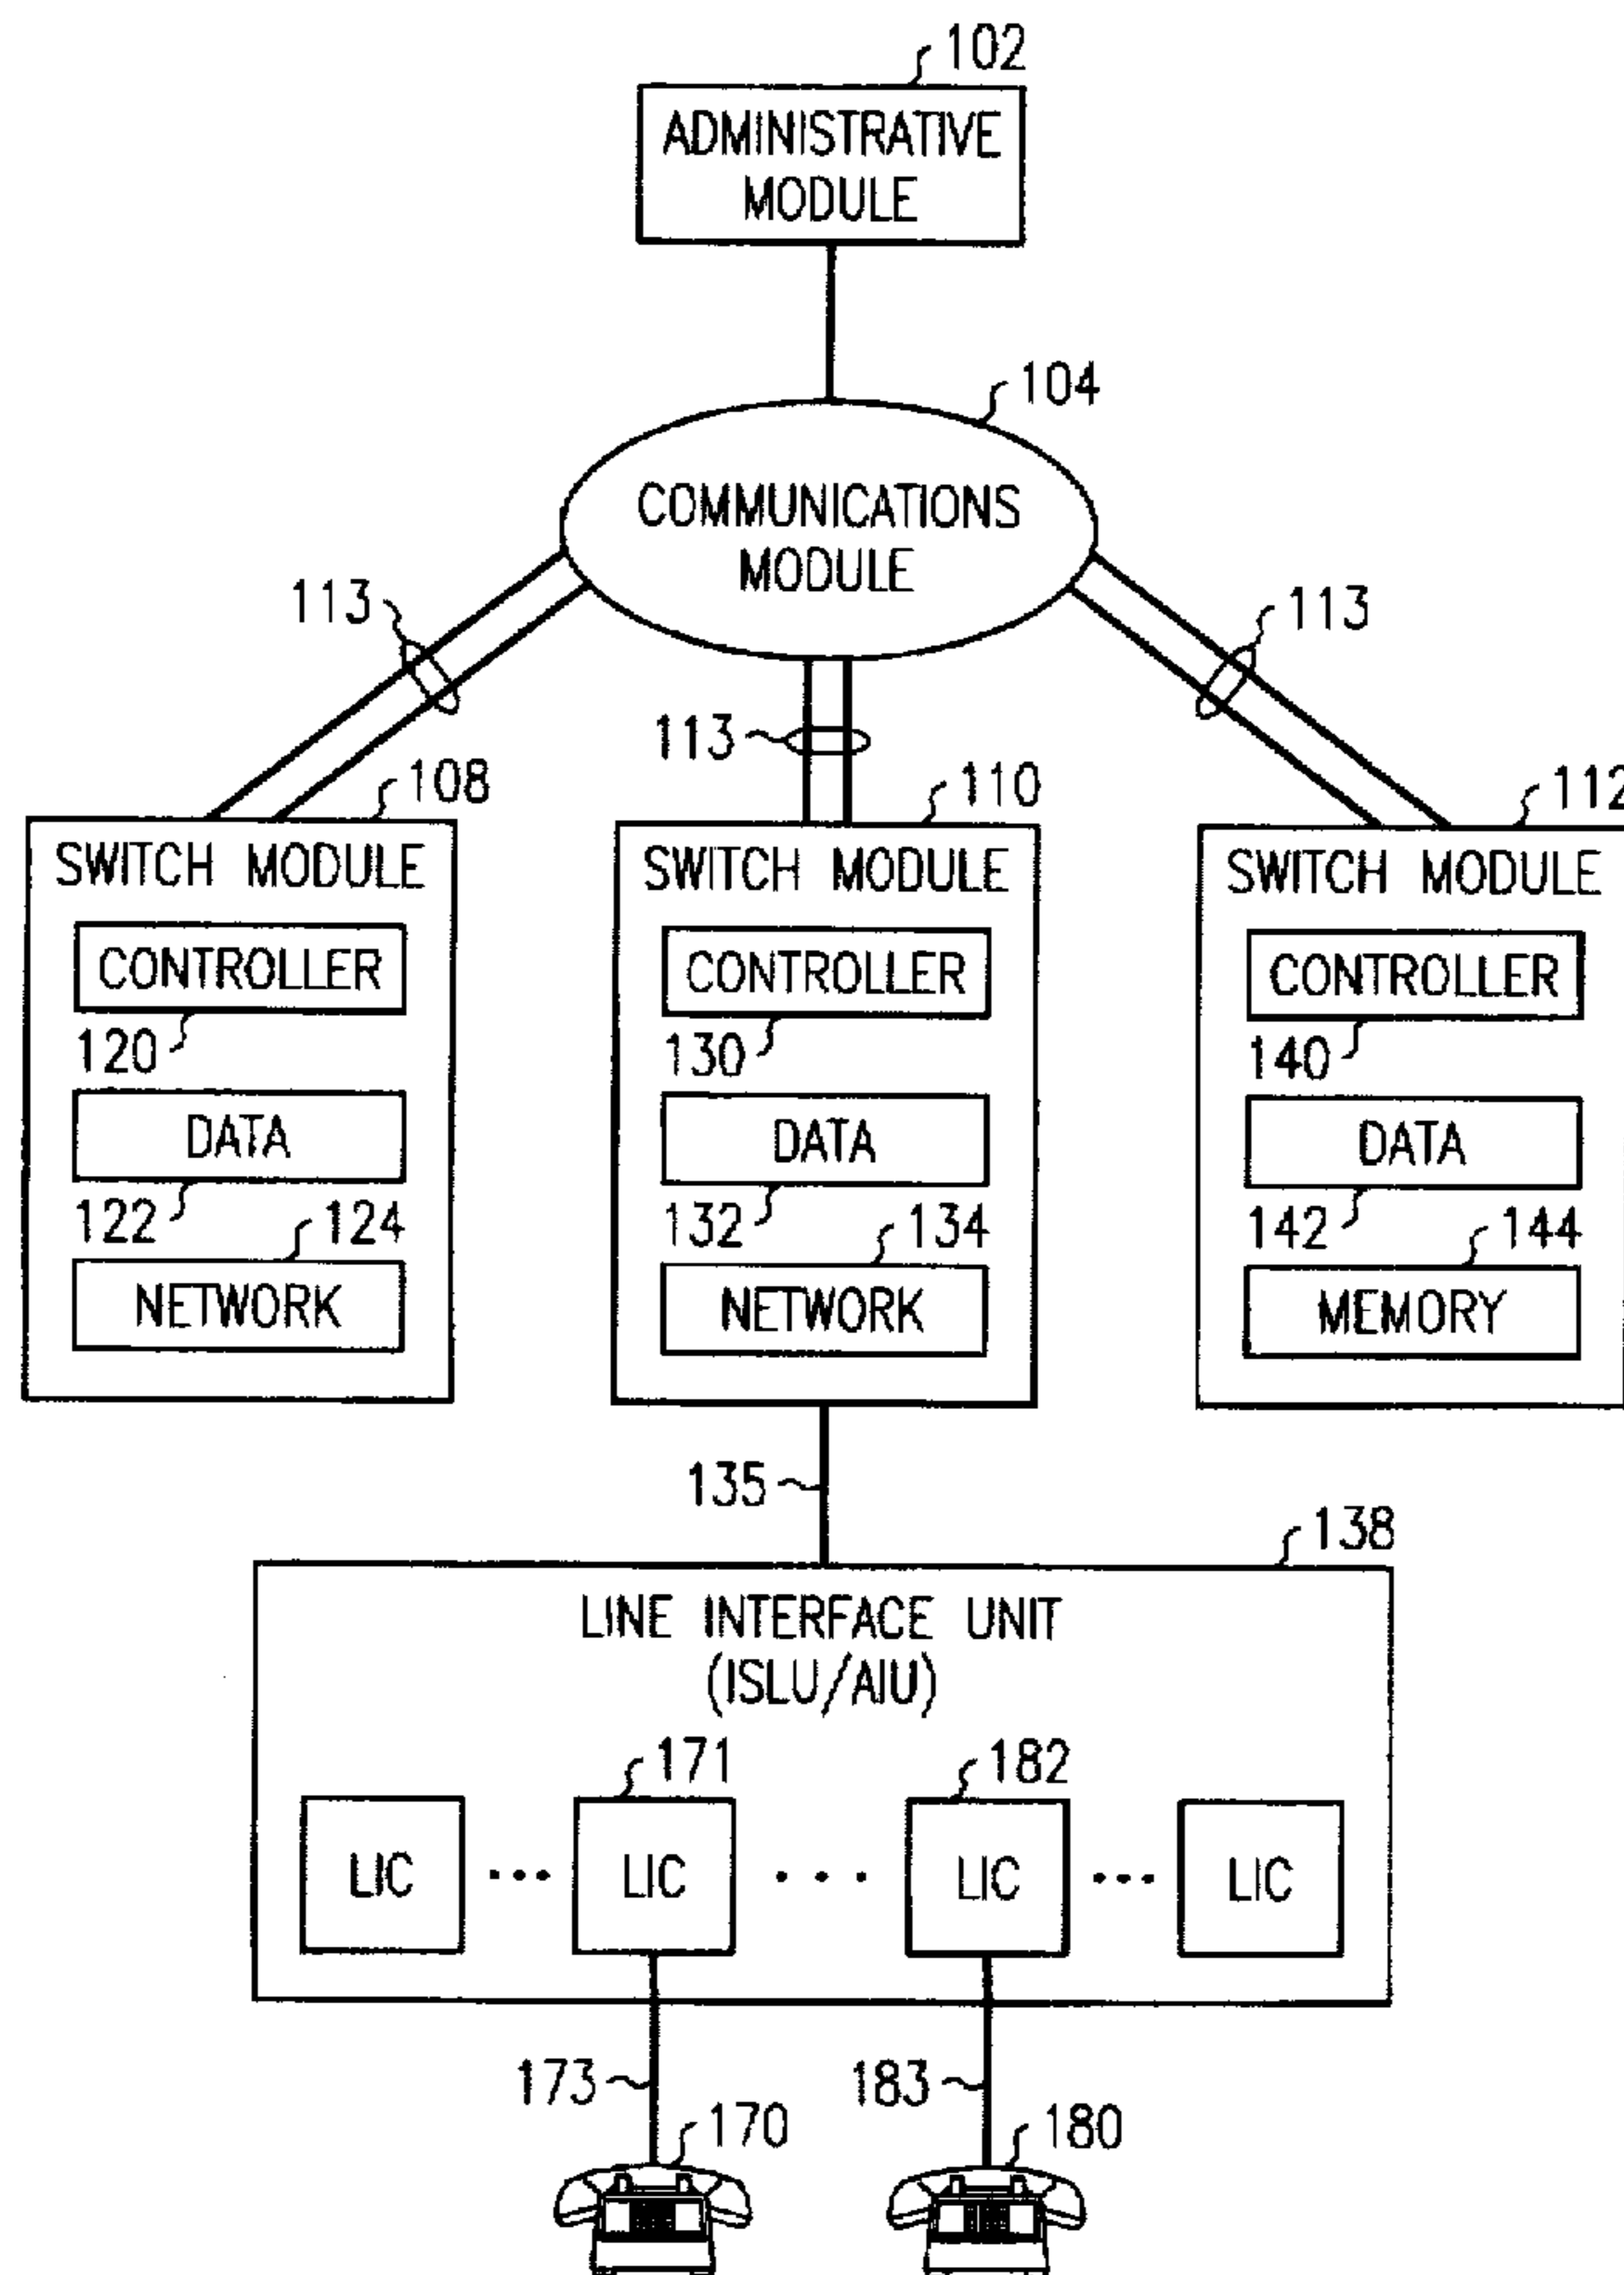 102
ADMINISTRATIVE
MODULE
104
COMMUNICATIONS
MODULE
113
113
113
108
110
112
SWITCH MODULE
CONTROLLER
120
DATA
122
124
NETWORK
SWITCH MODULE
CONTROLLER
130
DATA
132
134
NETWORK
SWITCH MODULE
CONTROLLER
140
DATA
142
144
MEMORY
135
138
LINE INTERFACE UNIT
(ISLU/AIU)
171
182
LIC
LIC
LIC
LIC
173
183
170
180